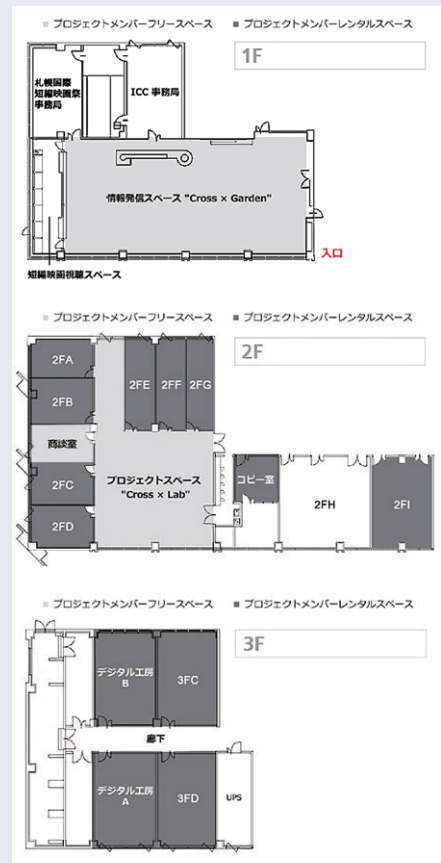 ■ プロジェクトメンバーフリースペース ■ プロジェクトメンバーレンタルスペース
1F
札幌国際
短編映画祭
事務局
ICC 事務局
情報発信スペース "Cross × Garden"
入口
短編映画視聴スペース
■ プロジェクトメンバーフリースペース ■ プロジェクトメンバーレンタルスペース
2F
2FA
2FE
2FF
2FG
2FB
商談室
プロジェクトスペース
"Cross × Lab"
コピー室
2FC
2FH
2FI
2FD
■ プロジェクトメンバーフリースペース ■ プロジェクトメンバーレンタルスペース
3F
デジタル工房
B
3FC
廊下
デジタル工房
A
3FD
UPS